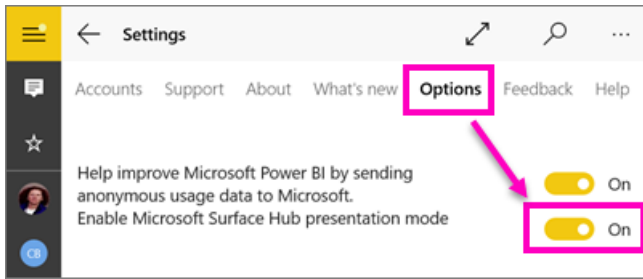 Settings
Accounts Support About What's new Options Feedback Help
Help improve Microsoft Power BI by sending
anonymous usage data to Microsoft.
On
Enable Microsoft Surface Hub presentation mode
On
CB